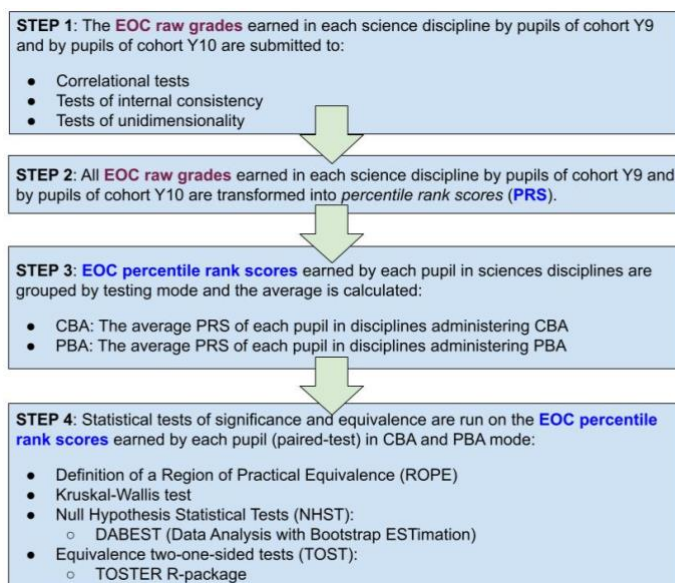 STEP 1: The EOC raw grades earned in each science discipline by pupils of cohort Y9
and by pupils of cohort Y10 are submitted to:
● Correlational tests
● Tests of internal consistency
● Tests of unidimensionality
STEP 2: All EOC raw grades earned in each science discipline by pupils of cohort Y9 and
by pupils of cohort Y10 are transformed into percentile rank scores (PRS).
STEP 3: EOC percentile rank scores earned by each pupil in sciences disciplines are
grouped by testing mode and the average is calculated:
● CBA: The average PRS of each pupil in disciplines administering CBA
● PBA: The average PRS of each pupil in disciplines administering PBA
STEP 4: Statistical tests of significance and equivalence are run on the EOC percentile
rank scores earned by each pupil (paired-test) in CBA and PBA mode:
● Definition of a Region of Practical Equivalence (ROPE)
● Kruskal-Wallis test
● Null Hypothesis Statistical Tests (NHST):
○ DABEST (Data Analysis with Bootstrap ESTimation)
● Equivalence two-one-sided tests (TOST):
○ TOSTER R-package